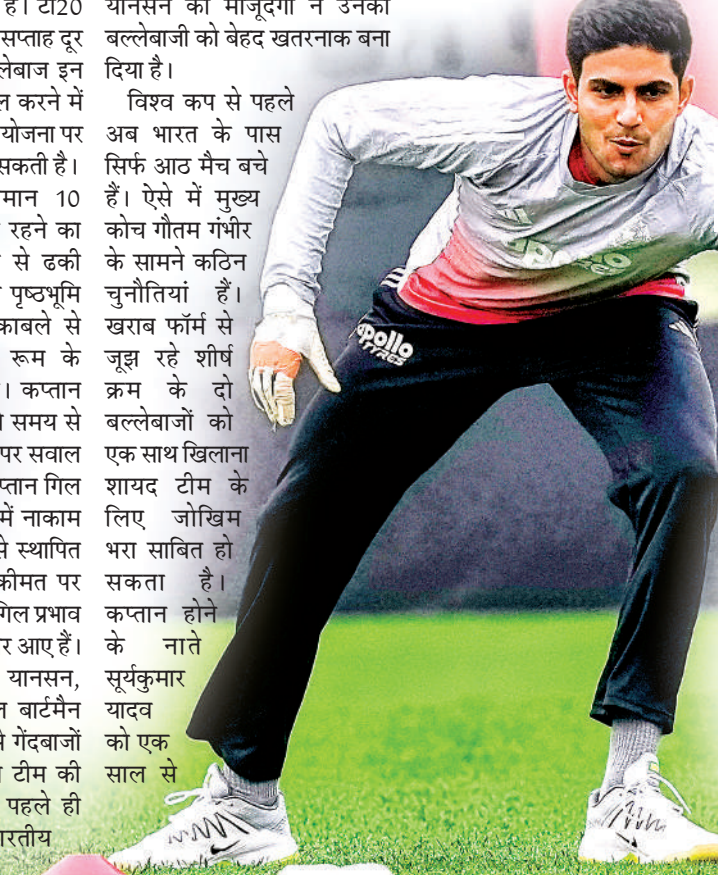 है। टी20
सप्ताह दूर
लेबाज इन
ल करने में
योजना पर
सकती है।
मान 10
रहने का
से ढकी
पृष्ठभूमि
काबले से
रूम के
। कप्तान
समय से
पर सवाल
प्तान गिल
में नाकाम
से स्थापित
कीमत पर
गिल प्रभाव
र आए हैं।
यानसन,
बार्टमैन
गेंदबाजों
टीम की
पहले ही
रतीय
यानसन की मौजूदगी ने उनकी
बल्लेबाजी को बेहद खतरनाक बना
दिया है।
विश्व कप से पहले
अब भारत के पास
सिर्फ आठ मैच बचे
हैं। ऐसे में मुख्य
कोच गौतम गंभीर
के सामने कठिन
चुनौतियां हैं।
खराब फॉर्म से
जूझ रहे शीर्ष
क्रम के दो
बल्लेबाजों को
एक साथ खिलाना
शायद टीम के
लिए जोखिम
भरा साबित हो
सकता है।
कप्तान होने
के नाते
सूर्यकुमार
यादव
को एक
साल से
apollo
TYRES
apollo
TYRES